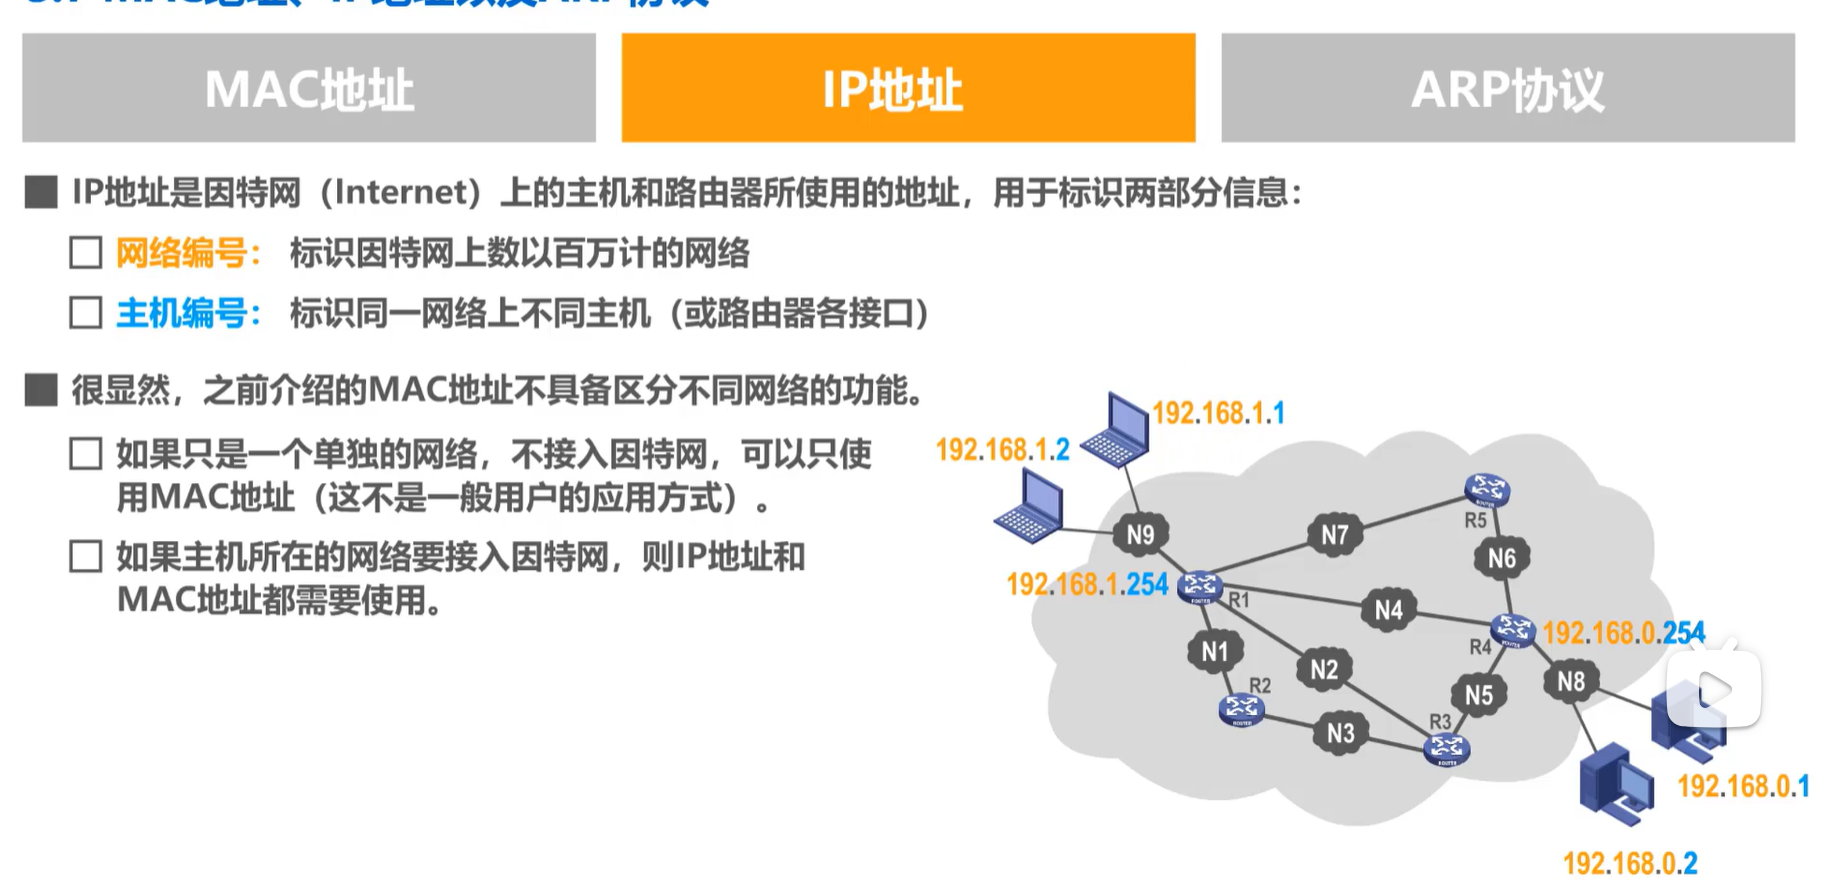 MAC地址
IP地址
ARP协议
IP地址是因特网（Internet）上的主机和路由器所使用的地址，用于标识两部分信息：
网络编号： 标识因特网上数以百万计的网络
主机编号： 标识同一网络上不同主机（或路由器各接口）
很显然，之前介绍的MAC地址不具备区分不同网络的功能。
如果只是一个单独的网络，不接入因特网，可以只使
用MAC地址（这不是一般用户的应用方式）。
如果主机所在的网络要接入因特网，则IP地址和
MAC地址都需要使用。
192.168.1.1
192.168.1.2
N9
N7
R5
ROUTER
N6
192.168.1.254
ROUTER
R1
N4
R4
ROUTER
192.168.0.254
N1
N2
N5
N8
R2
ROUTER
N3
R3
ROUTER
192.168.0.1
192.168.0.2